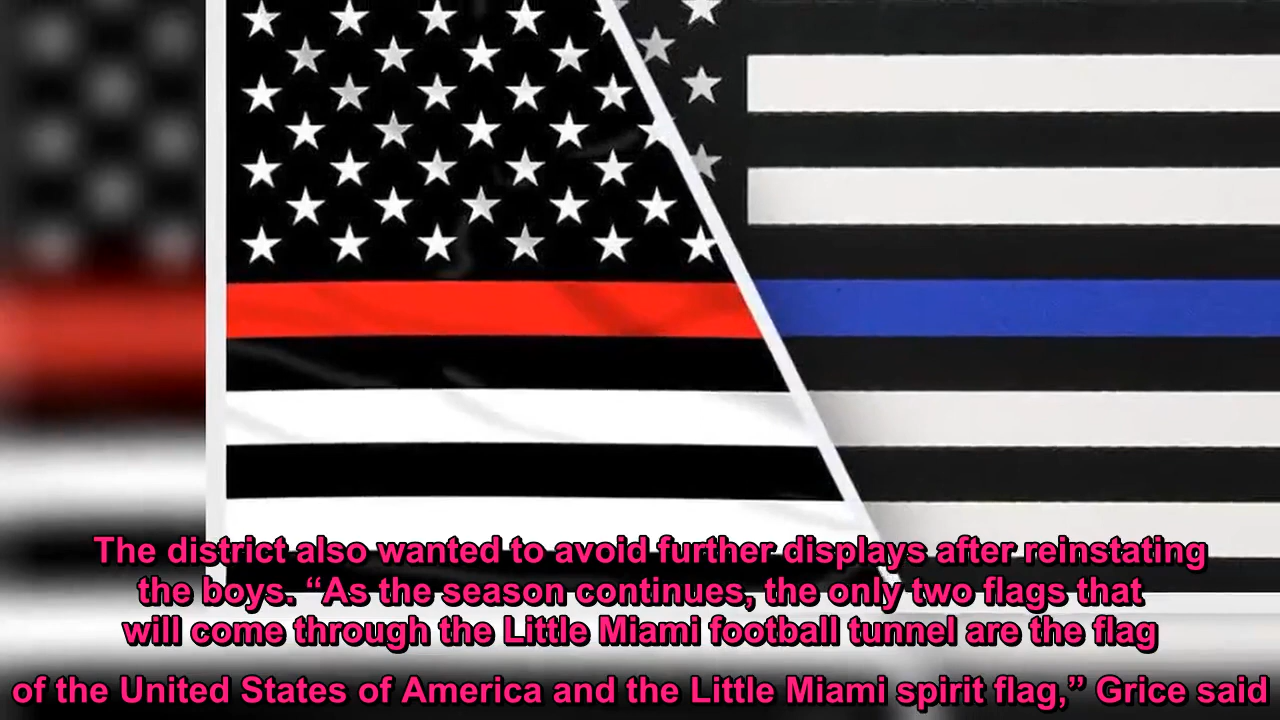 The district also wanted to avoid further displays after reinstating
the boys. “As the season continues, the only two flags that
will come through the Little Miami football tunnel are the flag
of the United States of America and the Little Miami spirit flag,” Grice said